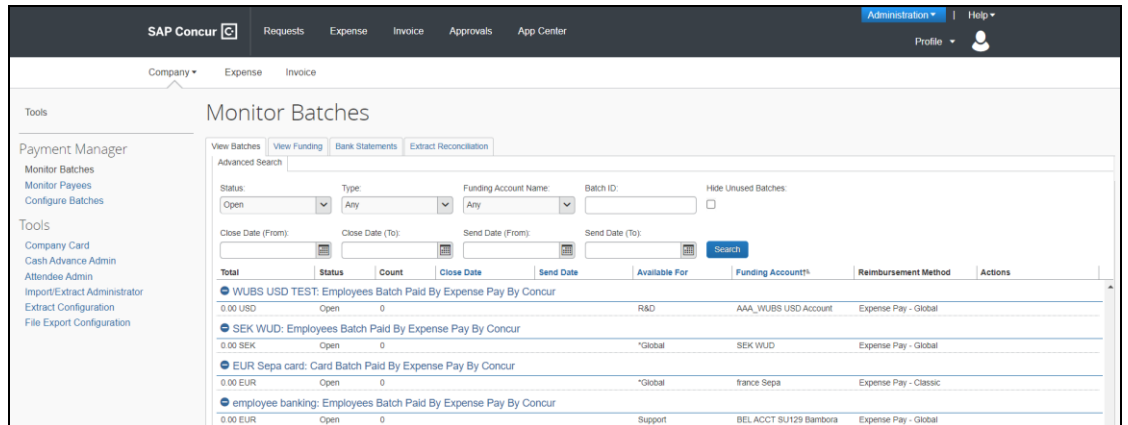 Administration | Help
SAP Concur C Requests Expense Invoice Approvals App Center
Profile
Company Expense Invoice
Tools
Payment Manager
Monitor Batches
Monitor Payees
Configure Batches
Tools
Company Card
Cash Advance Admin
Attendee Admin
Import/Extract Administrator
Extract Configuration
File Export Configuration
Monitor Batches
View Batches View Funding Bank Statements Extract Reconciliation
Advanced Search
Status: Type: Funding Account Name: Batch ID: Hide Unused Batches:
Open Any Any
Close Date (From): Close Date (To): Send Date (From): Send Date (To):
Search
Total Status Count Close Date Send Date Available For Funding Account Reimbursement Method Actions
WUBS USD TEST: Employees Batch Paid By Expense Pay By Concur
0.00 USD Open 0 R&D AAA_WUBS USD Account Expense Pay - Global
SEK WUD: Employees Batch Paid By Expense Pay By Concur
0.00 SEK Open 0 *Global SEK WUD Expense Pay - Global
EUR Sepa card: Card Batch Paid By Expense Pay By Concur
0.00 EUR Open 0 *Global france Sepa Expense Pay - Classic
employee banking: Employees Batch Paid By Expense Pay By Concur
0.00 EUR Open 0 Support BEL ACCT SU129 Bambora Expense Pay - Global